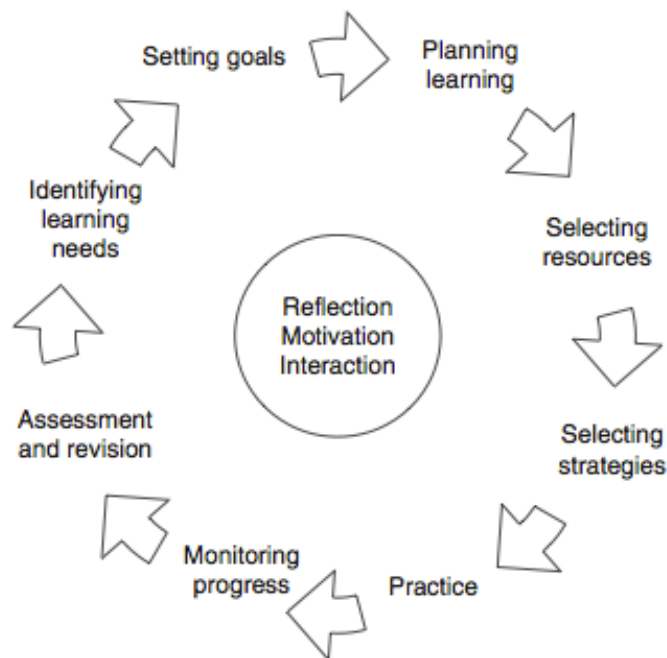 Setting goals
Planning
learning
Selecting
resources
Selecting
strategies
Practice
Monitoring
progress
Assessment
and revision
Identifying
learning
needs
Reflection
Motivation
Interaction